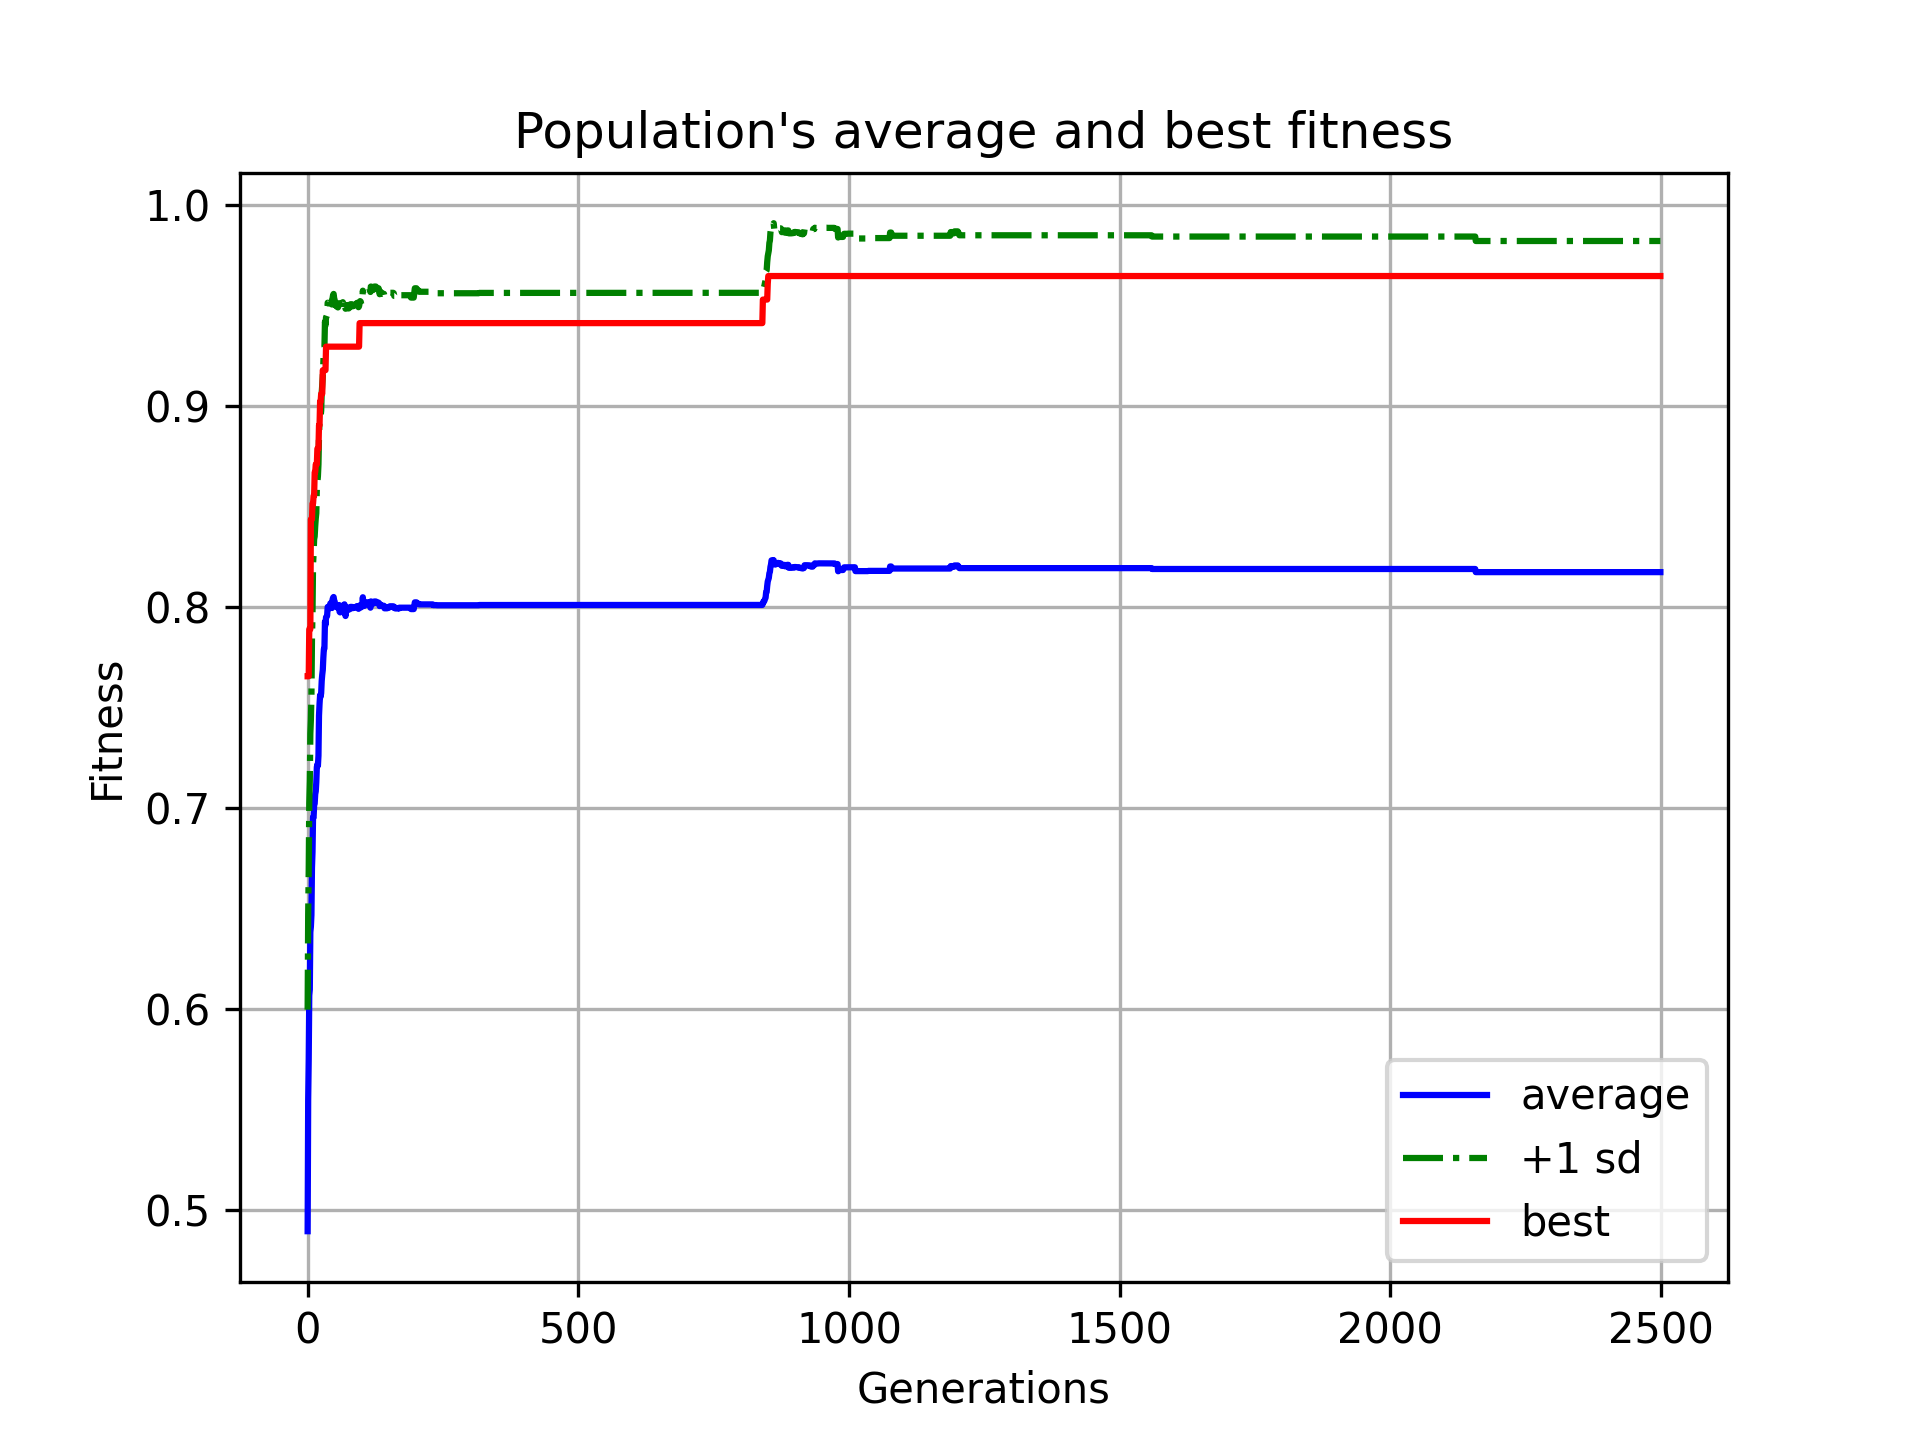 Population's average and best fitness
1.0
0.9
0.8
0.7
0.6
0.5
Fitness
0 500 1000 1500 2000 2500
Generations
average
+1 sd
best